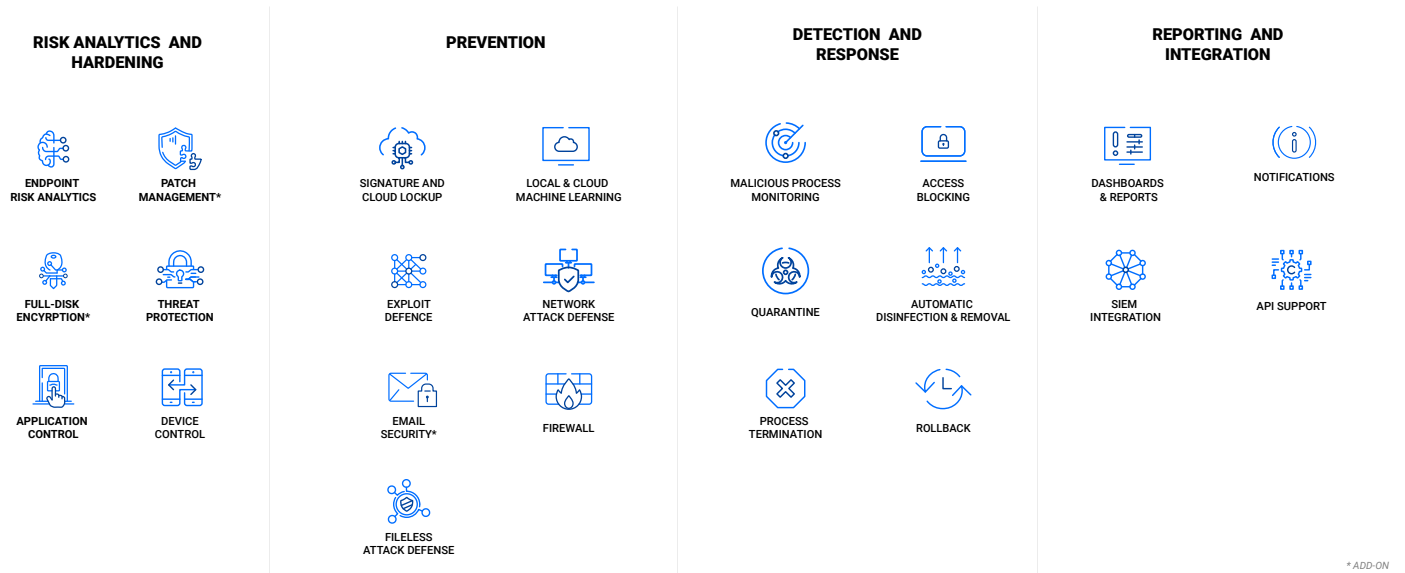 RISK ANALYTICS AND
HARDENING
ENDPOINT
RISK ANALYTICS
PATCH
MANAGEMENT*
FULL-DISK
ENCYRPTION*
THREAT
PROTECTION
APPLICATION
CONTROL
DEVICE
CONTROL
PREVENTION
SIGNATURE AND
CLOUD LOCKUP
LOCAL & CLOUD
MACHINE LEARNING
EXPLOIT
DEFENCE
NETWORK
ATTACK DEFENSE
EMAIL
SECURITY*
FIREWALL
FILELESS
ATTACK DEFENSE
DETECTION AND
RESPONSE
MALICIOUS PROCESS
MONITORING
ACCESS
BLOCKING
QUARANTINE
AUTOMATIC
DISINFECTION & REMOVAL
PROCESS
TERMINATION
ROLLBACK
REPORTING AND
INTEGRATION
DASHBOARDS
& REPORTS
NOTIFICATIONS
SIEM
INTEGRATION
API SUPPORT
* ADD-ON